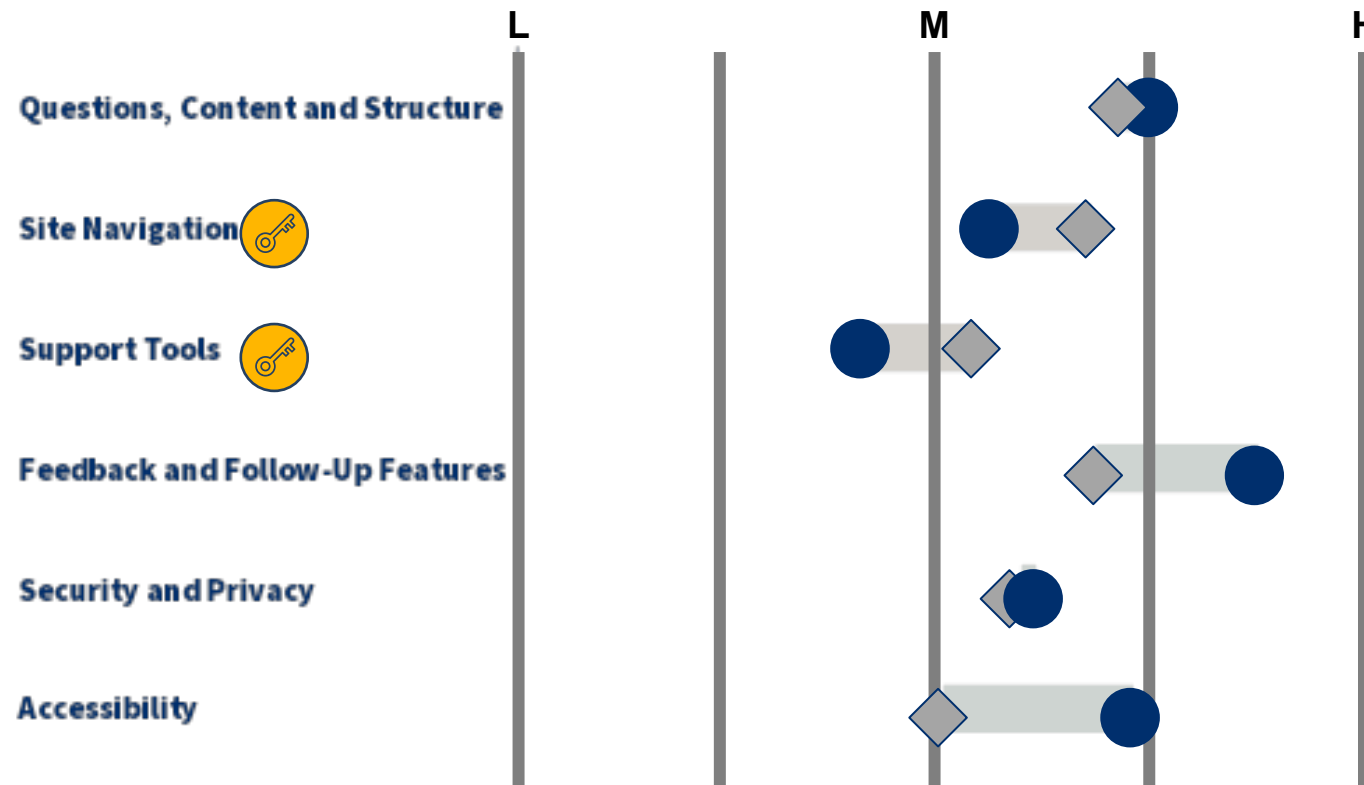 L M H
Questions, Content and Structure
Site Navigation
Support Tools
Feedback and Follow-Up Features
Security and Privacy
Accessibility